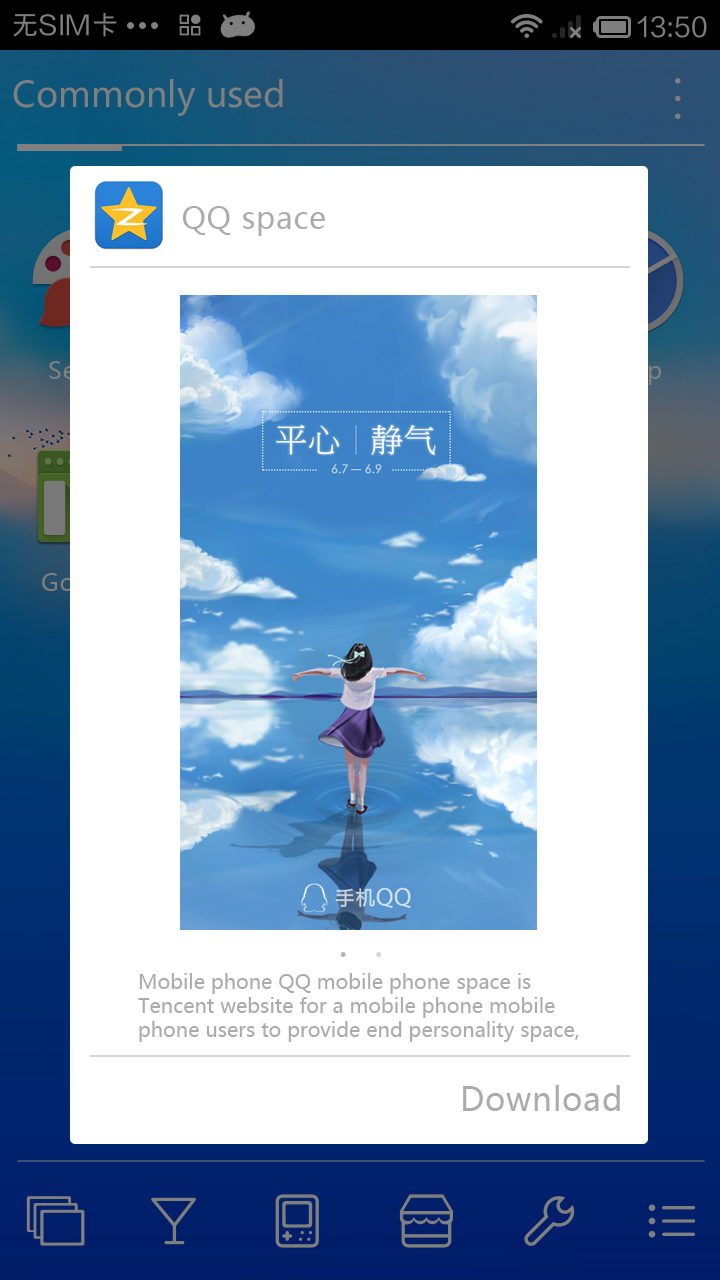 无SIM卡
13:50
Commonly used
QQ space
平心 静气
6.7—6.9
手机QQ
Mobile phone QQ mobile phone space is
Tencent website for a mobile phone mobile
phone users to provide end personality space,
Download